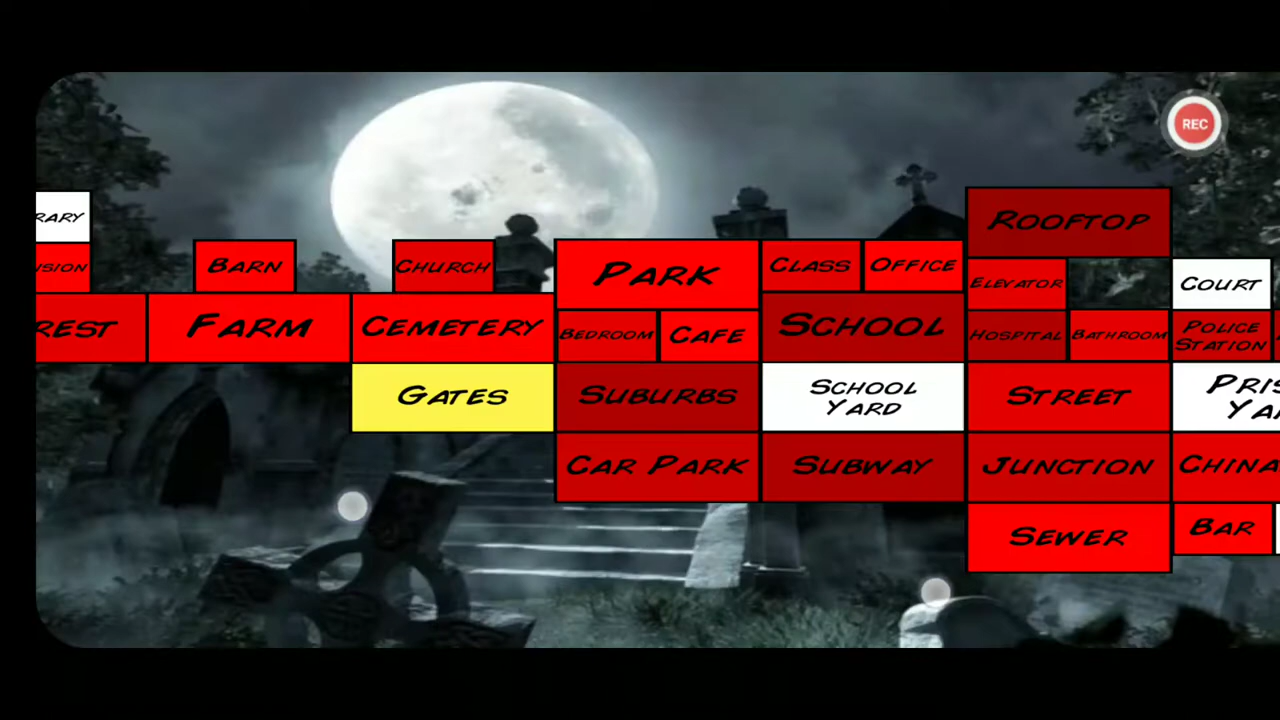 REC
ROOFTOP
BARN
CHURCH
PARK
CLASS
OFFICE
ELEVATOR
COURT
FARM
CEMETERY
BEDROOM
CAFE
SCHOOL
HOSPITAL
BATHROOM
POLICE
STATION
GATES
SUBURBS
SCHOOL
YARD
STREET
CAR PARK
SUBWAY
JUNCTION
CHINA
SEWER
BAR